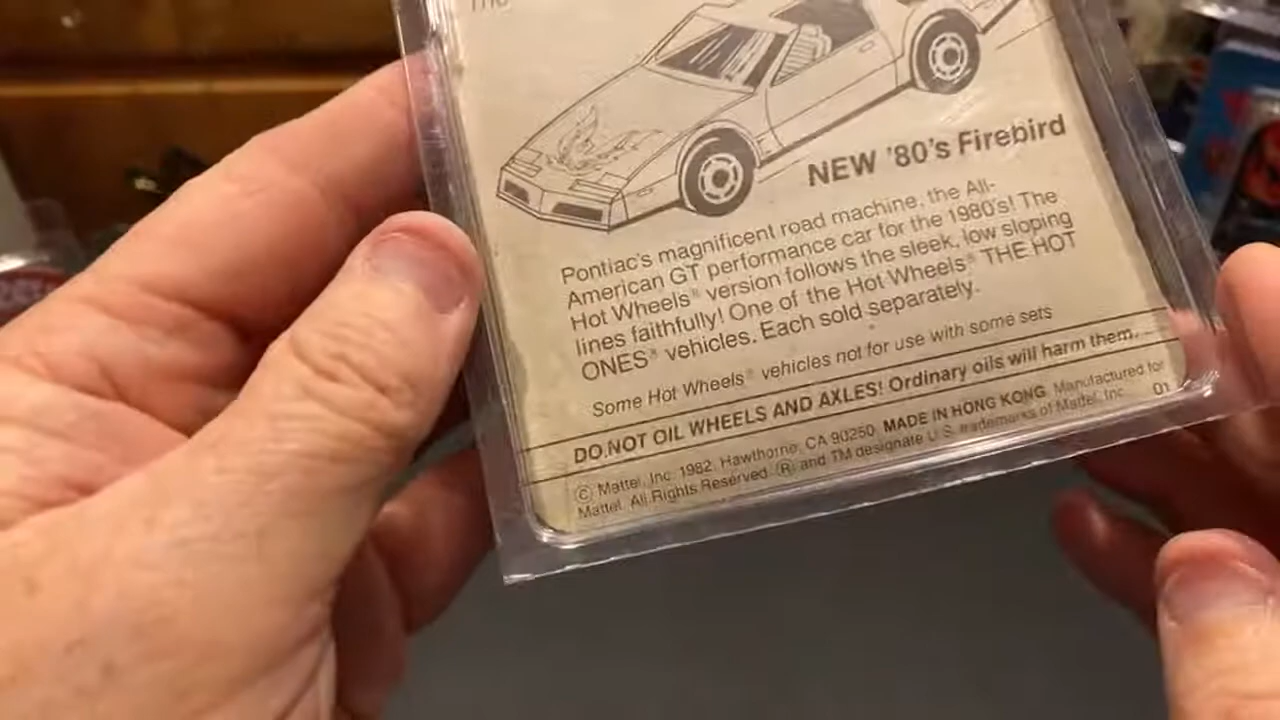 NEW '80's Firebird
Pontiac's magnificent road machine, the All-
American GT performance car for the 1980's! The
Hot Wheels® version follows the sleek, low sloping
lines faithfully! One of the Hot Wheels® THE HOT
ONES® vehicles. Each sold separately.
Some Hot Wheels® vehicles not for use with some sets
DO NOT OIL WHEELS AND AXLES! Ordinary oils will harm them.
© Mattel, Inc. 1982, Hawthorne, CA 90250. MADE IN HONG KONG. Manufactured for
Mattel. All Rights Reserved. ® and TM designate U.S. trademarks of Mattel, Inc.
01